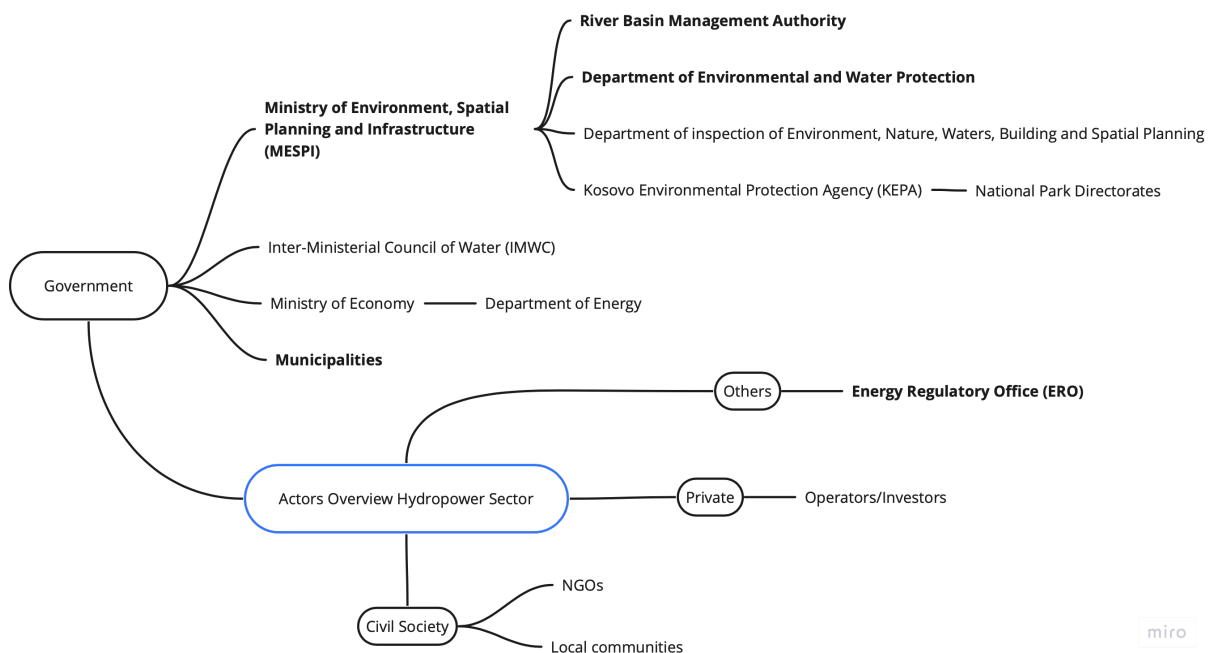 River Basin Management Authority
Department of Environmental and Water Protection
Ministry of Environment, Spatial
Planning and Infrastructure
(MESPI)
Department of inspection of Environment, Nature, Waters, Building and Spatial Planning
Kosovo Environmental Protection Agency (KEPA)
National Park Directorates
Inter-Ministerial Council of Water (IMWC)
Government
Ministry of Economy
Department of Energy
Municipalities
Others
Energy Regulatory Office (ERO)
Actors Overview Hydropower Sector
Private
Operators/Investors
NGOs
Civil Society
Local communities
miro